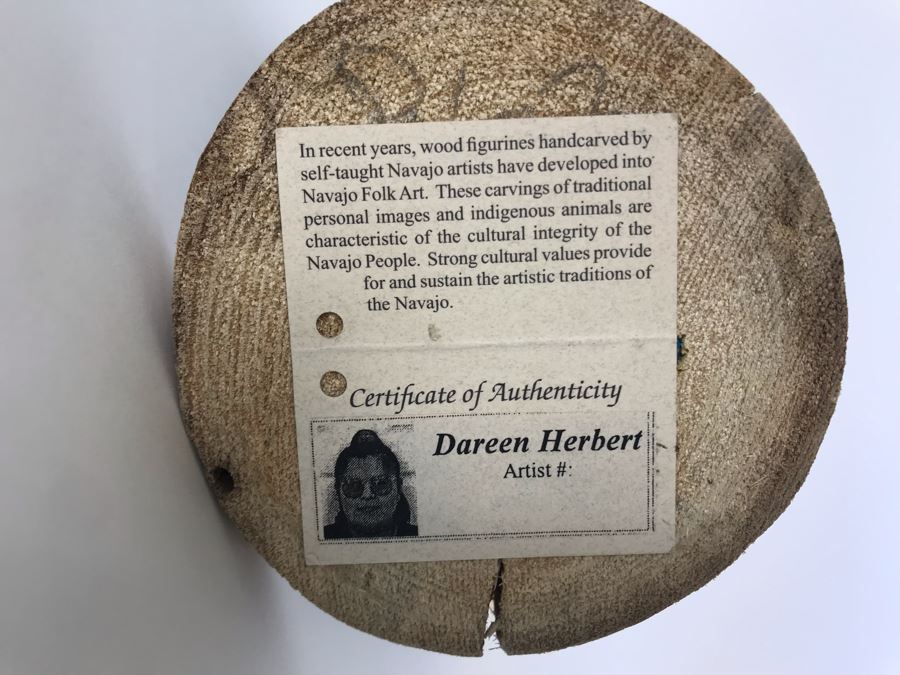 In recent years, wood figurines handcarved by
self-taught Navajo artists have developed into
Navajo Folk Art. These carvings of traditional
personal images and indigenous animals are
characteristic of the cultural integrity of the
Navajo People. Strong cultural values provide
for and sustain the artistic traditions of
the Navajo.
Certificate of Authenticity
Dareen Herbert
Artist #: